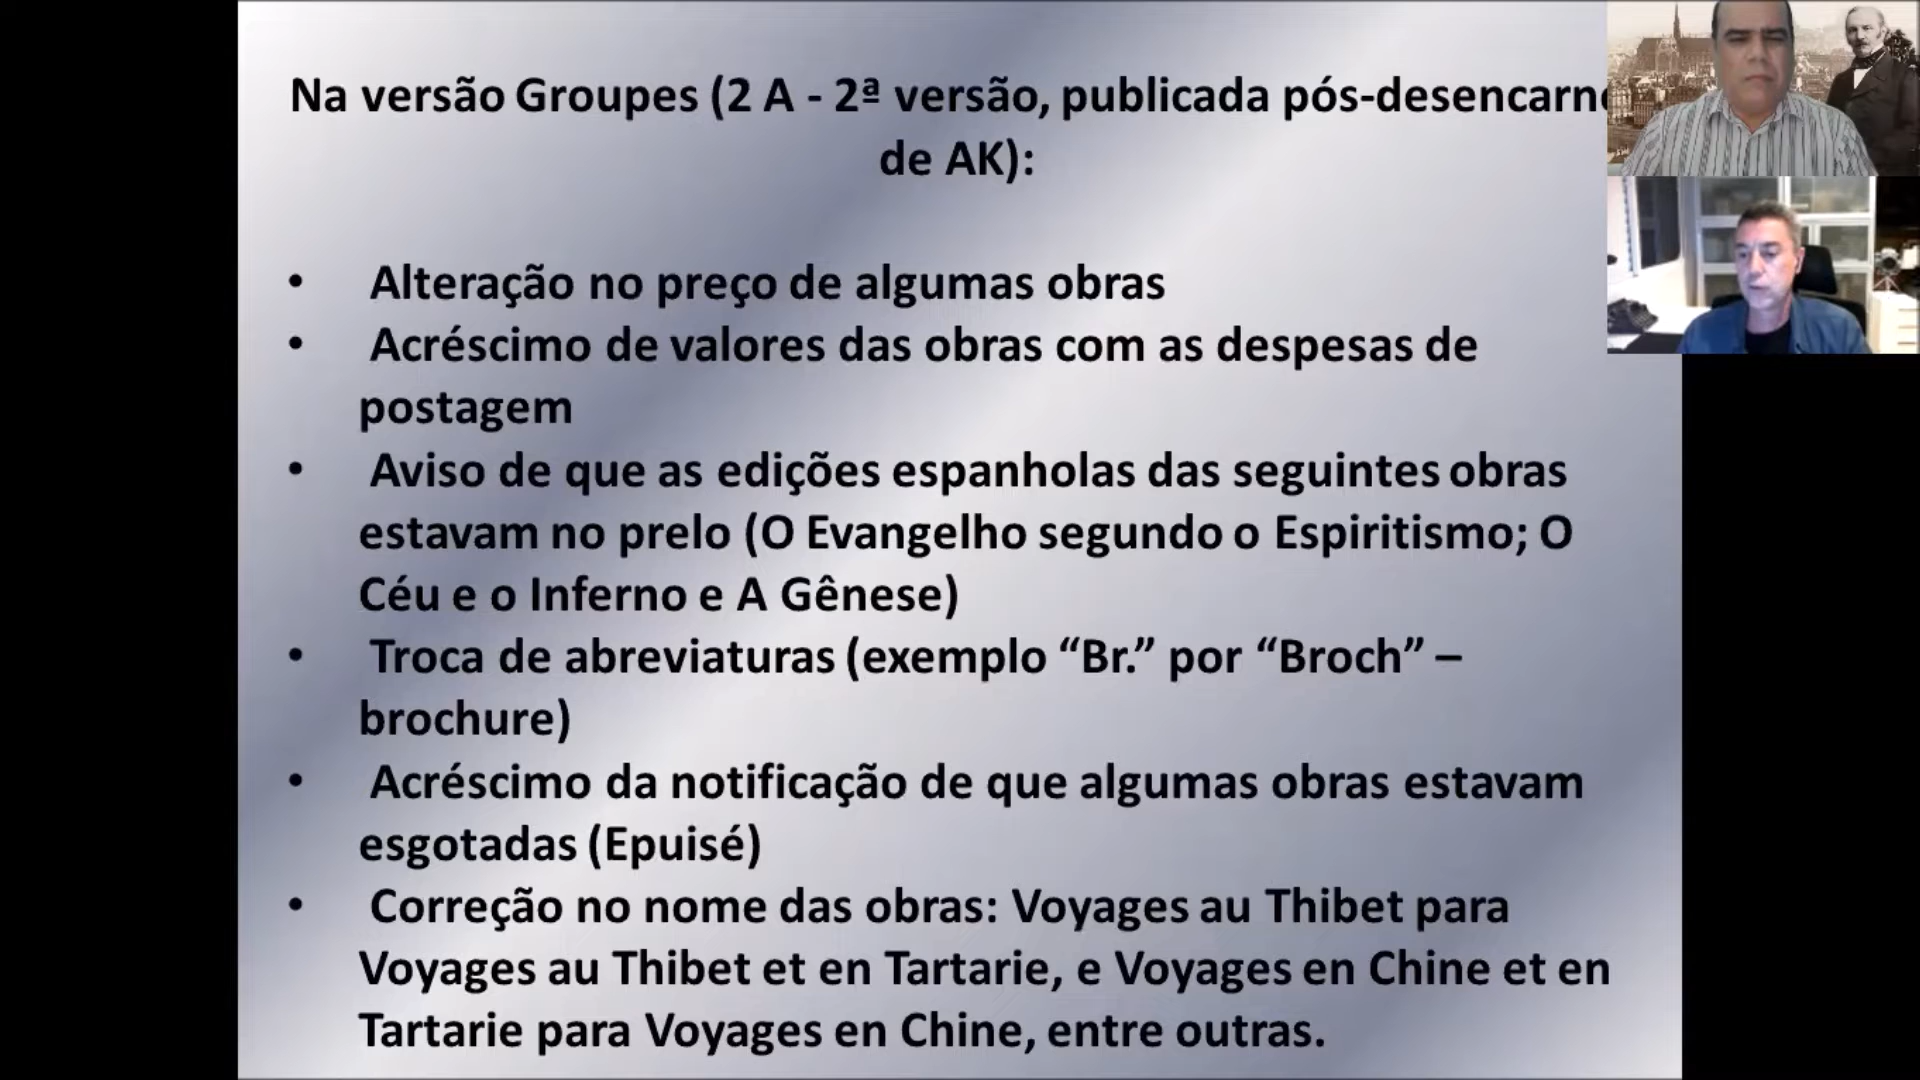 Na versão Groupes (2 A - 2ª versão, publicada pós-desencarne
de AK):
• Alteração no preço de algumas obras
• Acréscimo de valores das obras com as despesas de
postagem
• Aviso de que as edições espanholas das seguintes obras
estavam no prelo (O Evangelho segundo o Espiritismo; O
Céu e o Inferno e A Gênese)
• Troca de abreviaturas (exemplo “Br.” por “Broch” –
brochure)
• Acréscimo da notificação de que algumas obras estavam
esgotadas (Epuisé)
• Correção no nome das obras: Voyages au Thibet para
Voyages au Thibet et en Tartarie, e Voyages en Chine et en
Tartarie para Voyages en Chine, entre outras.